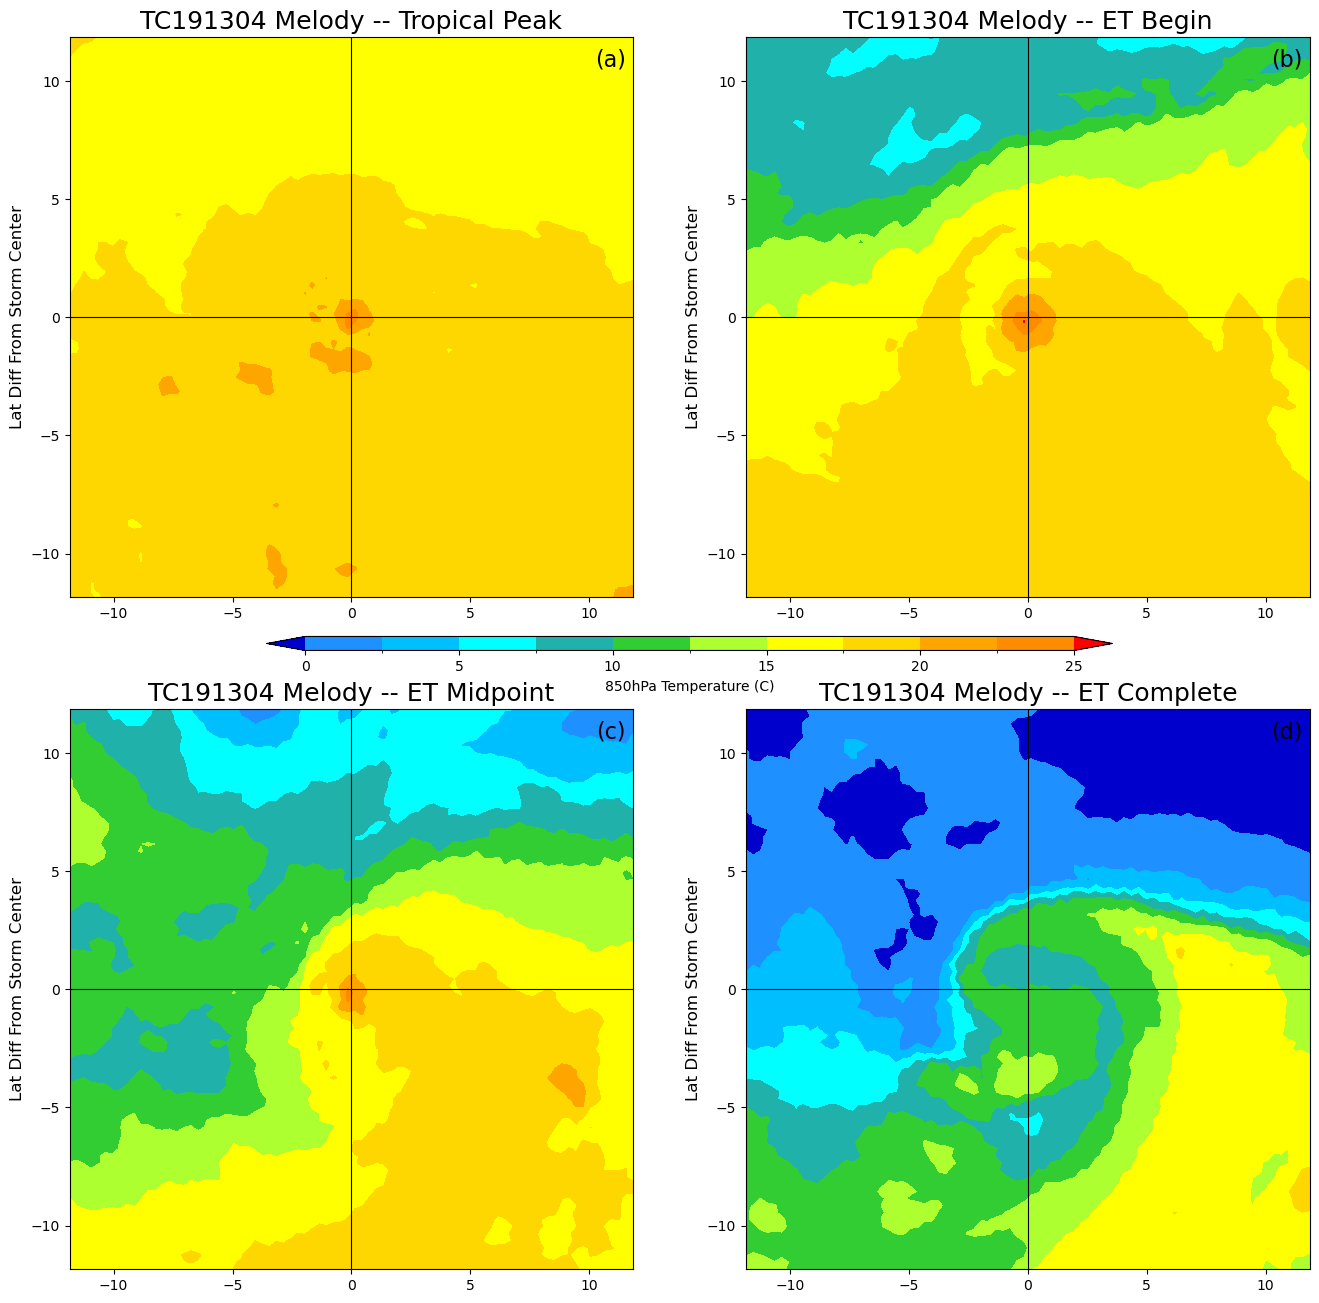 TC191304 Melody -- Tropical Peak
(a)
10
5
0
−5
−10
Lat Diff From Storm Center
−10 −5 0 5 10
TC191304 Melody -- ET Begin
(b)
10
5
0
−5
−10
Lat Diff From Storm Center
−10 −5 0 5 10
0 5 10 15 20 25
850hPa Temperature (C)
TC191304 Melody -- ET Midpoint
(c)
10
5
0
−5
−10
Lat Diff From Storm Center
−10 −5 0 5 10
TC191304 Melody -- ET Complete
(d)
10
5
0
−5
−10
Lat Diff From Storm Center
−10 −5 0 5 10